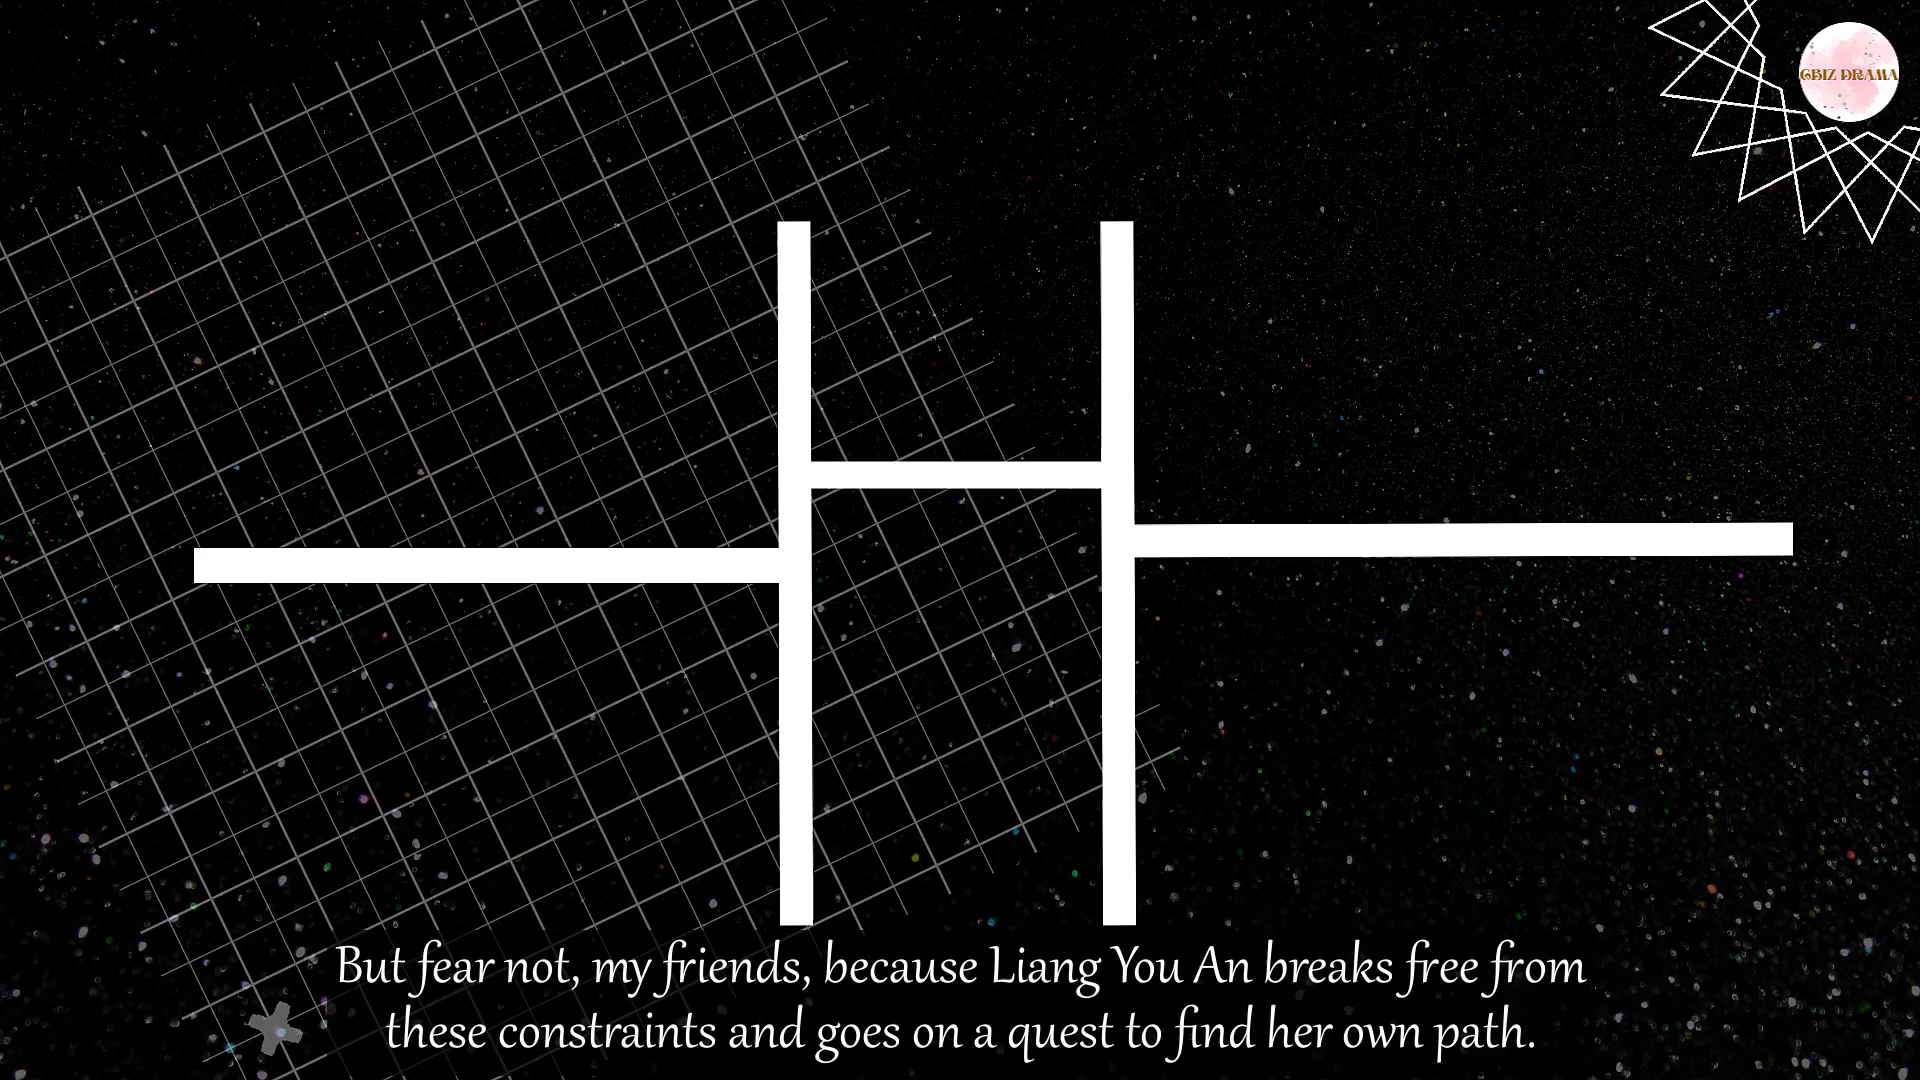 GBIZ DRAMA
But fear not, my friends, because Liang You An breaks free from
these constraints and goes on a quest to find her own path.